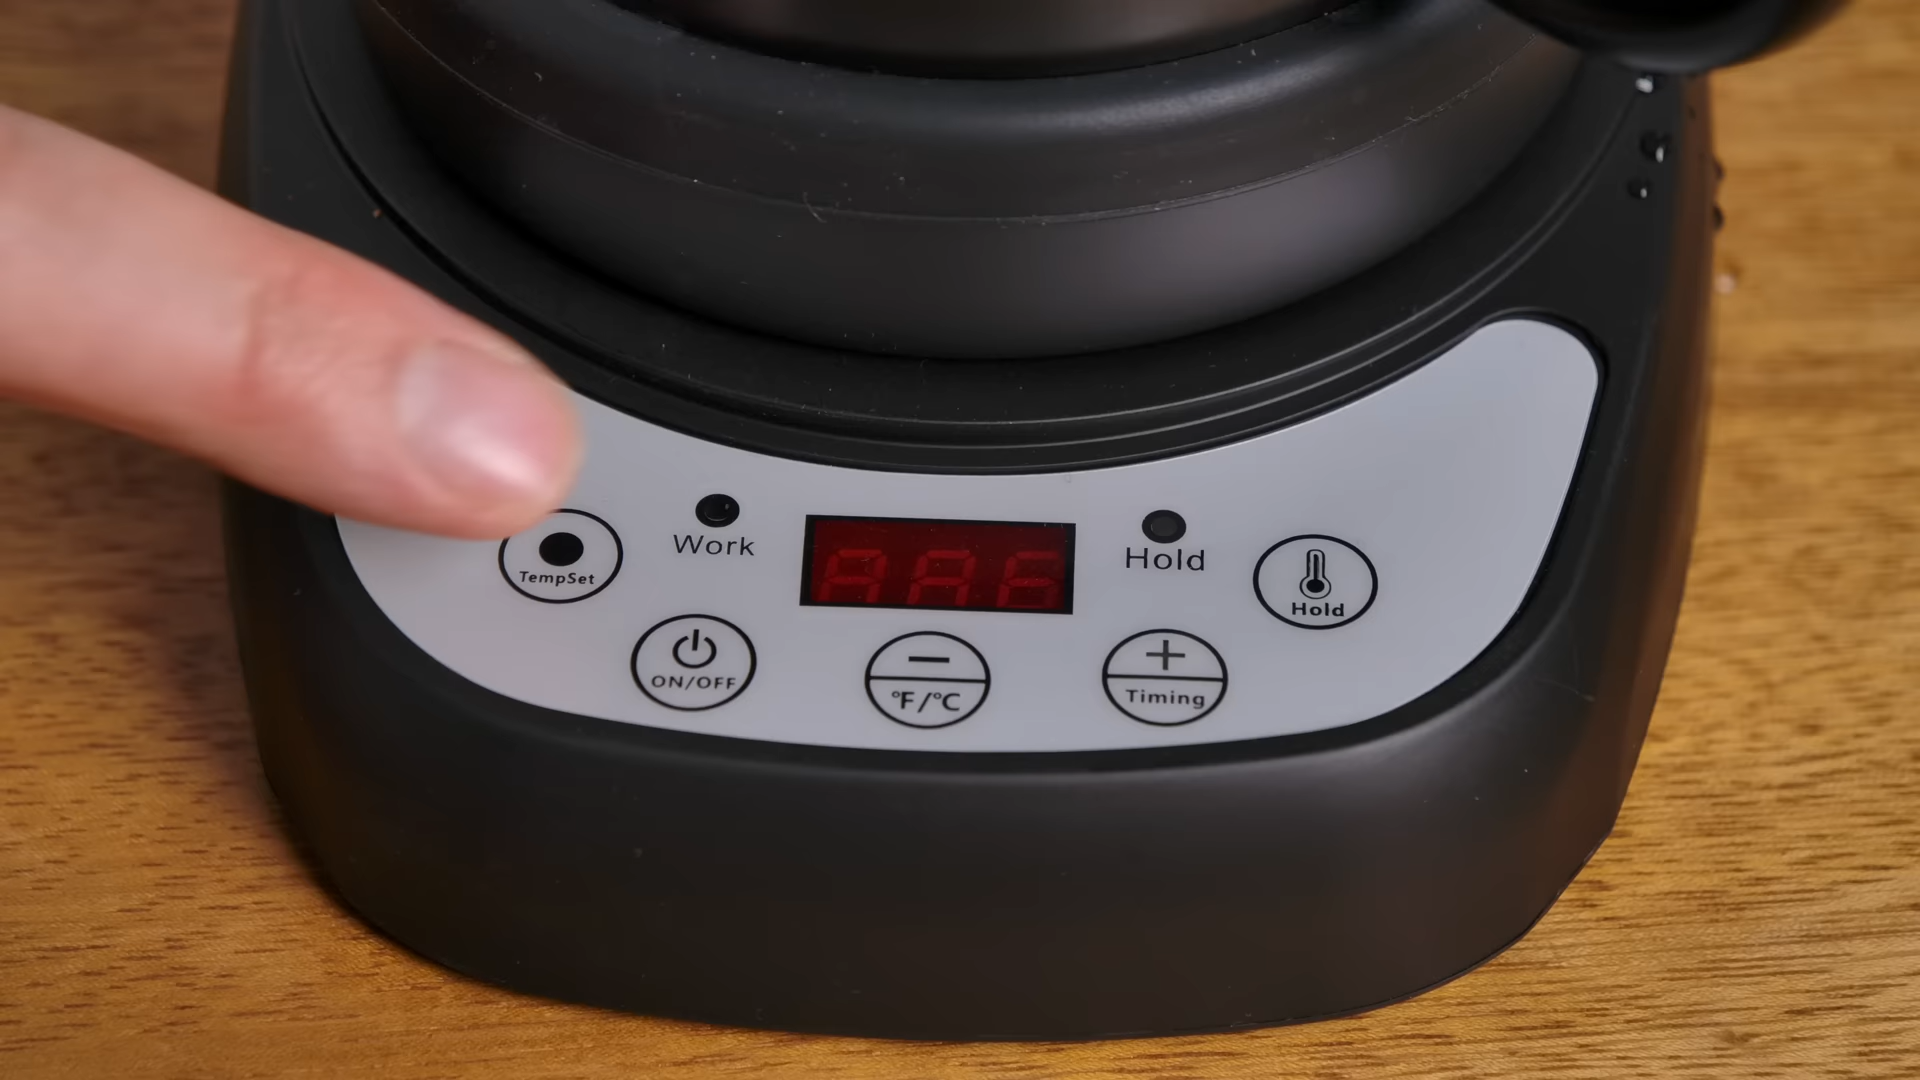 Work
Hold
TempSet
Hold
ON/OFF
−
°F/°C
+
Timing